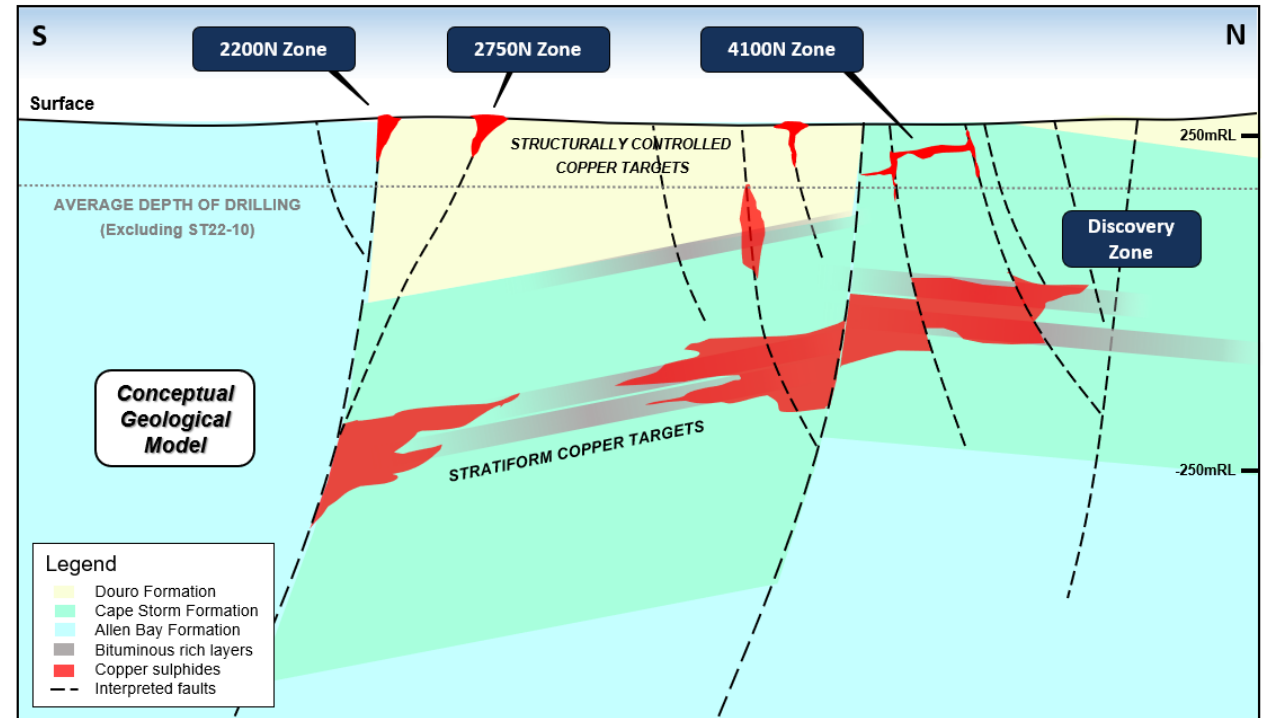 S
N
2200N Zone
2750N Zone
4100N Zone
Surface
250mRL
STRUCTURALLY CONTROLLED
COPPER TARGETS
AVERAGE DEPTH OF DRILLING
(Excluding ST22-10)
Discovery
Zone
Conceptual
Geological
Model
STRATIFORM COPPER TARGETS
-250mRL
Legend
Douro Formation
Cape Storm Formation
Allen Bay Formation
Bituminous rich layers
Copper sulphides
Interpreted faults